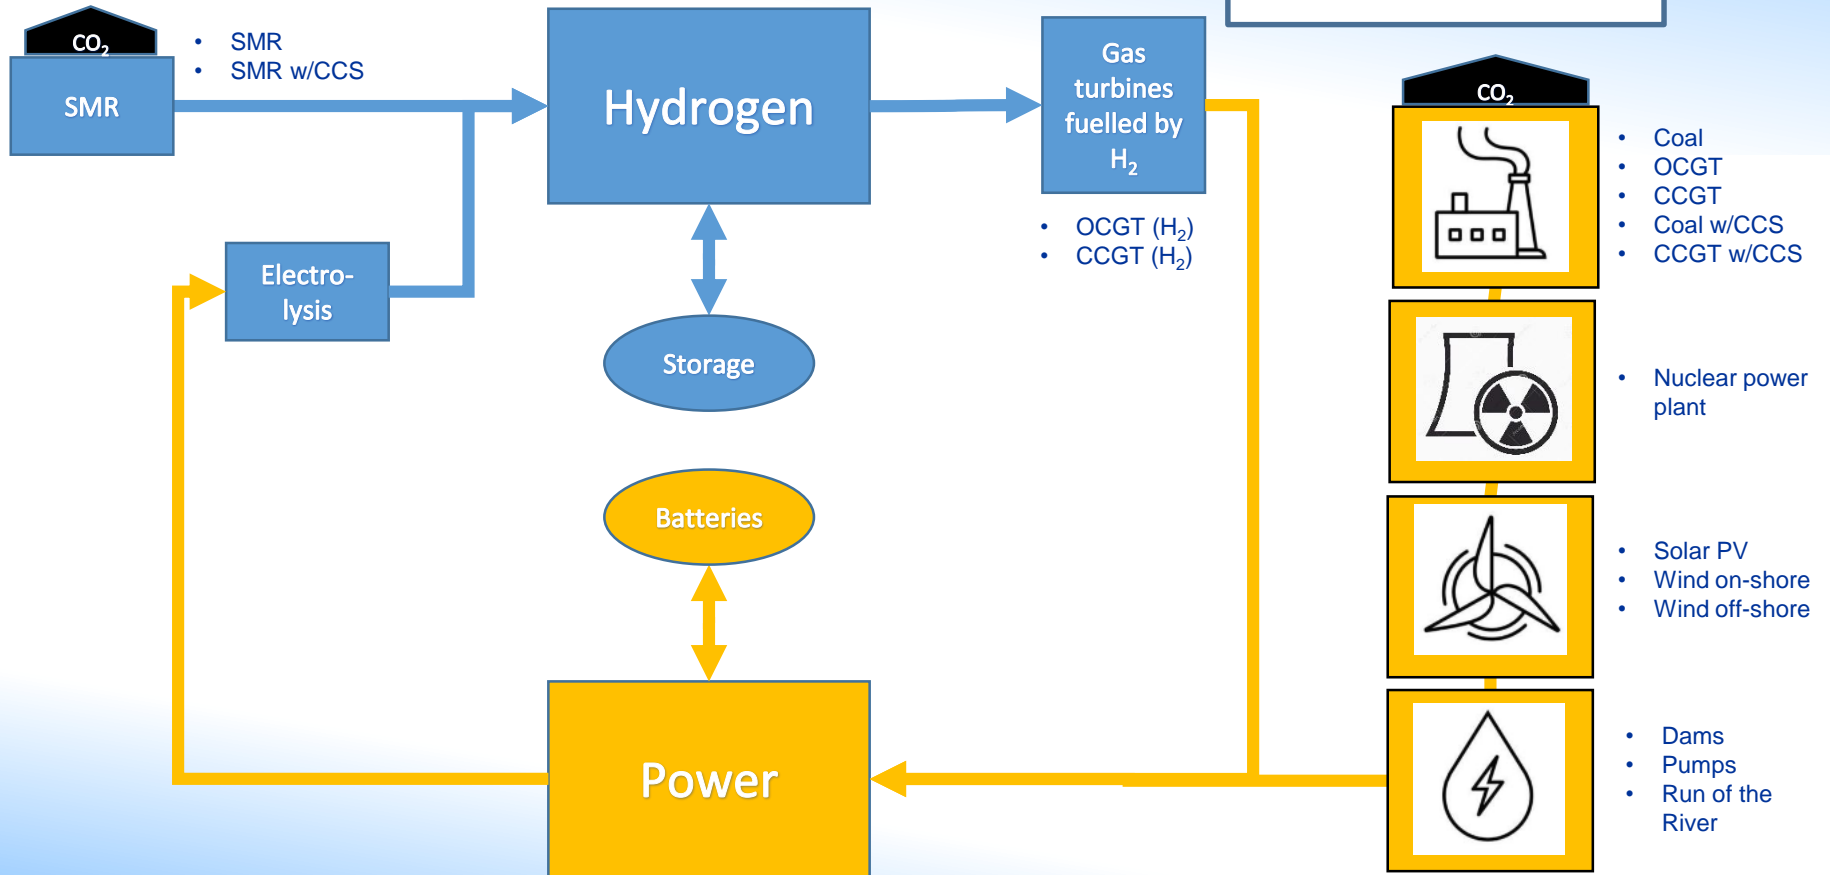 CO₂
SMR
• SMR
• SMR w/CCS
Hydrogen
Gas
turbines
fuelled by
H₂
• OCGT (H₂)
• CCGT (H₂)
Electro-
lysis
Storage
Batteries
Power
CO₂
• Coal
• OCGT
• CCGT
• Coal w/CCS
• CCGT w/CCS
• Nuclear power
plant
• Solar PV
• Wind on-shore
• Wind off-shore
• Dams
• Pumps
• Run of the
River